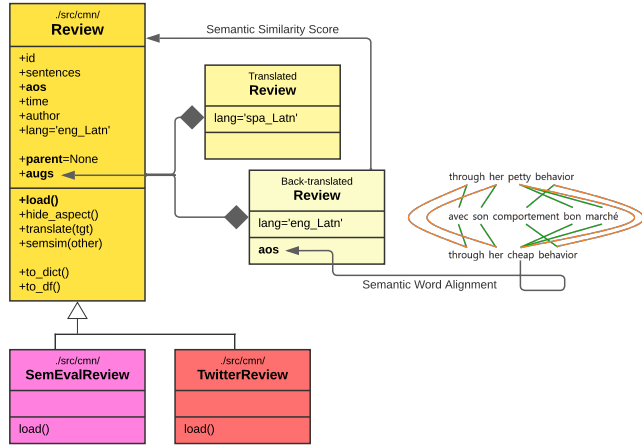 ./src/cmn/
Review
+id
+sentences
+aos
+time
+author
+lang='eng_Latn'
+parent=None
+augs
+load()
+hide_aspect()
+translate(tgt)
+semsim(other)
+to_dict()
+to_df()
Semantic Similarity Score
Translated
Review
lang='spa_Latn'
Back-translated
Review
lang='eng_Latn'
aos
through her petty behavior
avec son comportement bon marché
through her cheap behavior
Semantic Word Alignment
./src/cmn/
SemEvalReview
load()
./src/cmn/
TwitterReview
load()